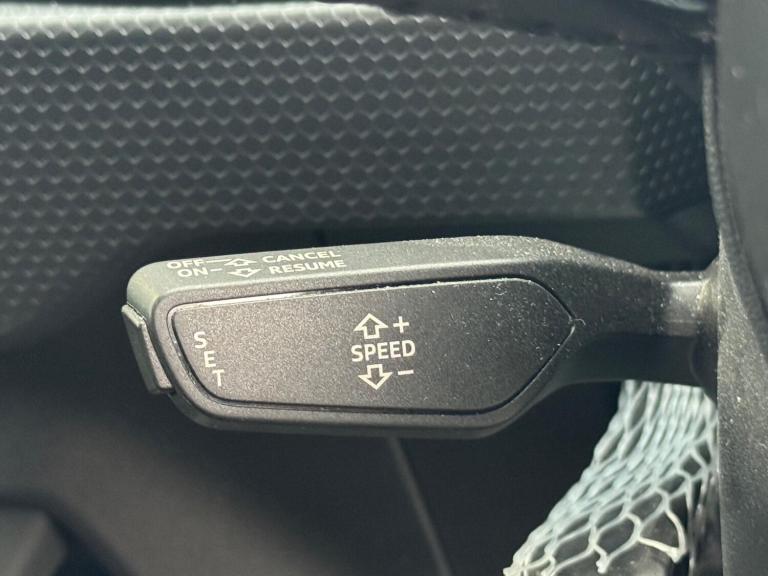 OFF CANCEL
ON RESUME
SET
+
SPEED
-